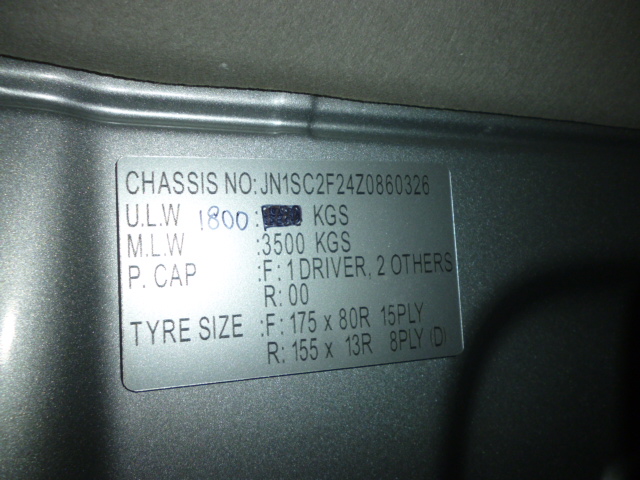 CHASSIS NO:JN1SC2F24Z0860326
U.L.W 1800: KGS
M.L.W :3500 KGS
P. CAP :F: 1 DRIVER, 2 OTHERS
R: 00
TYRE SIZE :F: 175 x 80R 15PLY
R: 155 x 13R 8PLY (D)